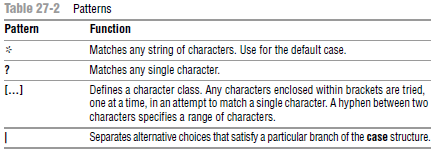 Table 27-2 Patterns
Pattern Function
* Matches any string of characters. Use for the default case.
? Matches any single character.
[...] Defines a character class. Any characters enclosed within brackets are tried,
one at a time, in an attempt to match a single character. A hyphen between two
characters specifies a range of characters.
| Separates alternative choices that satisfy a particular branch of the case structure.